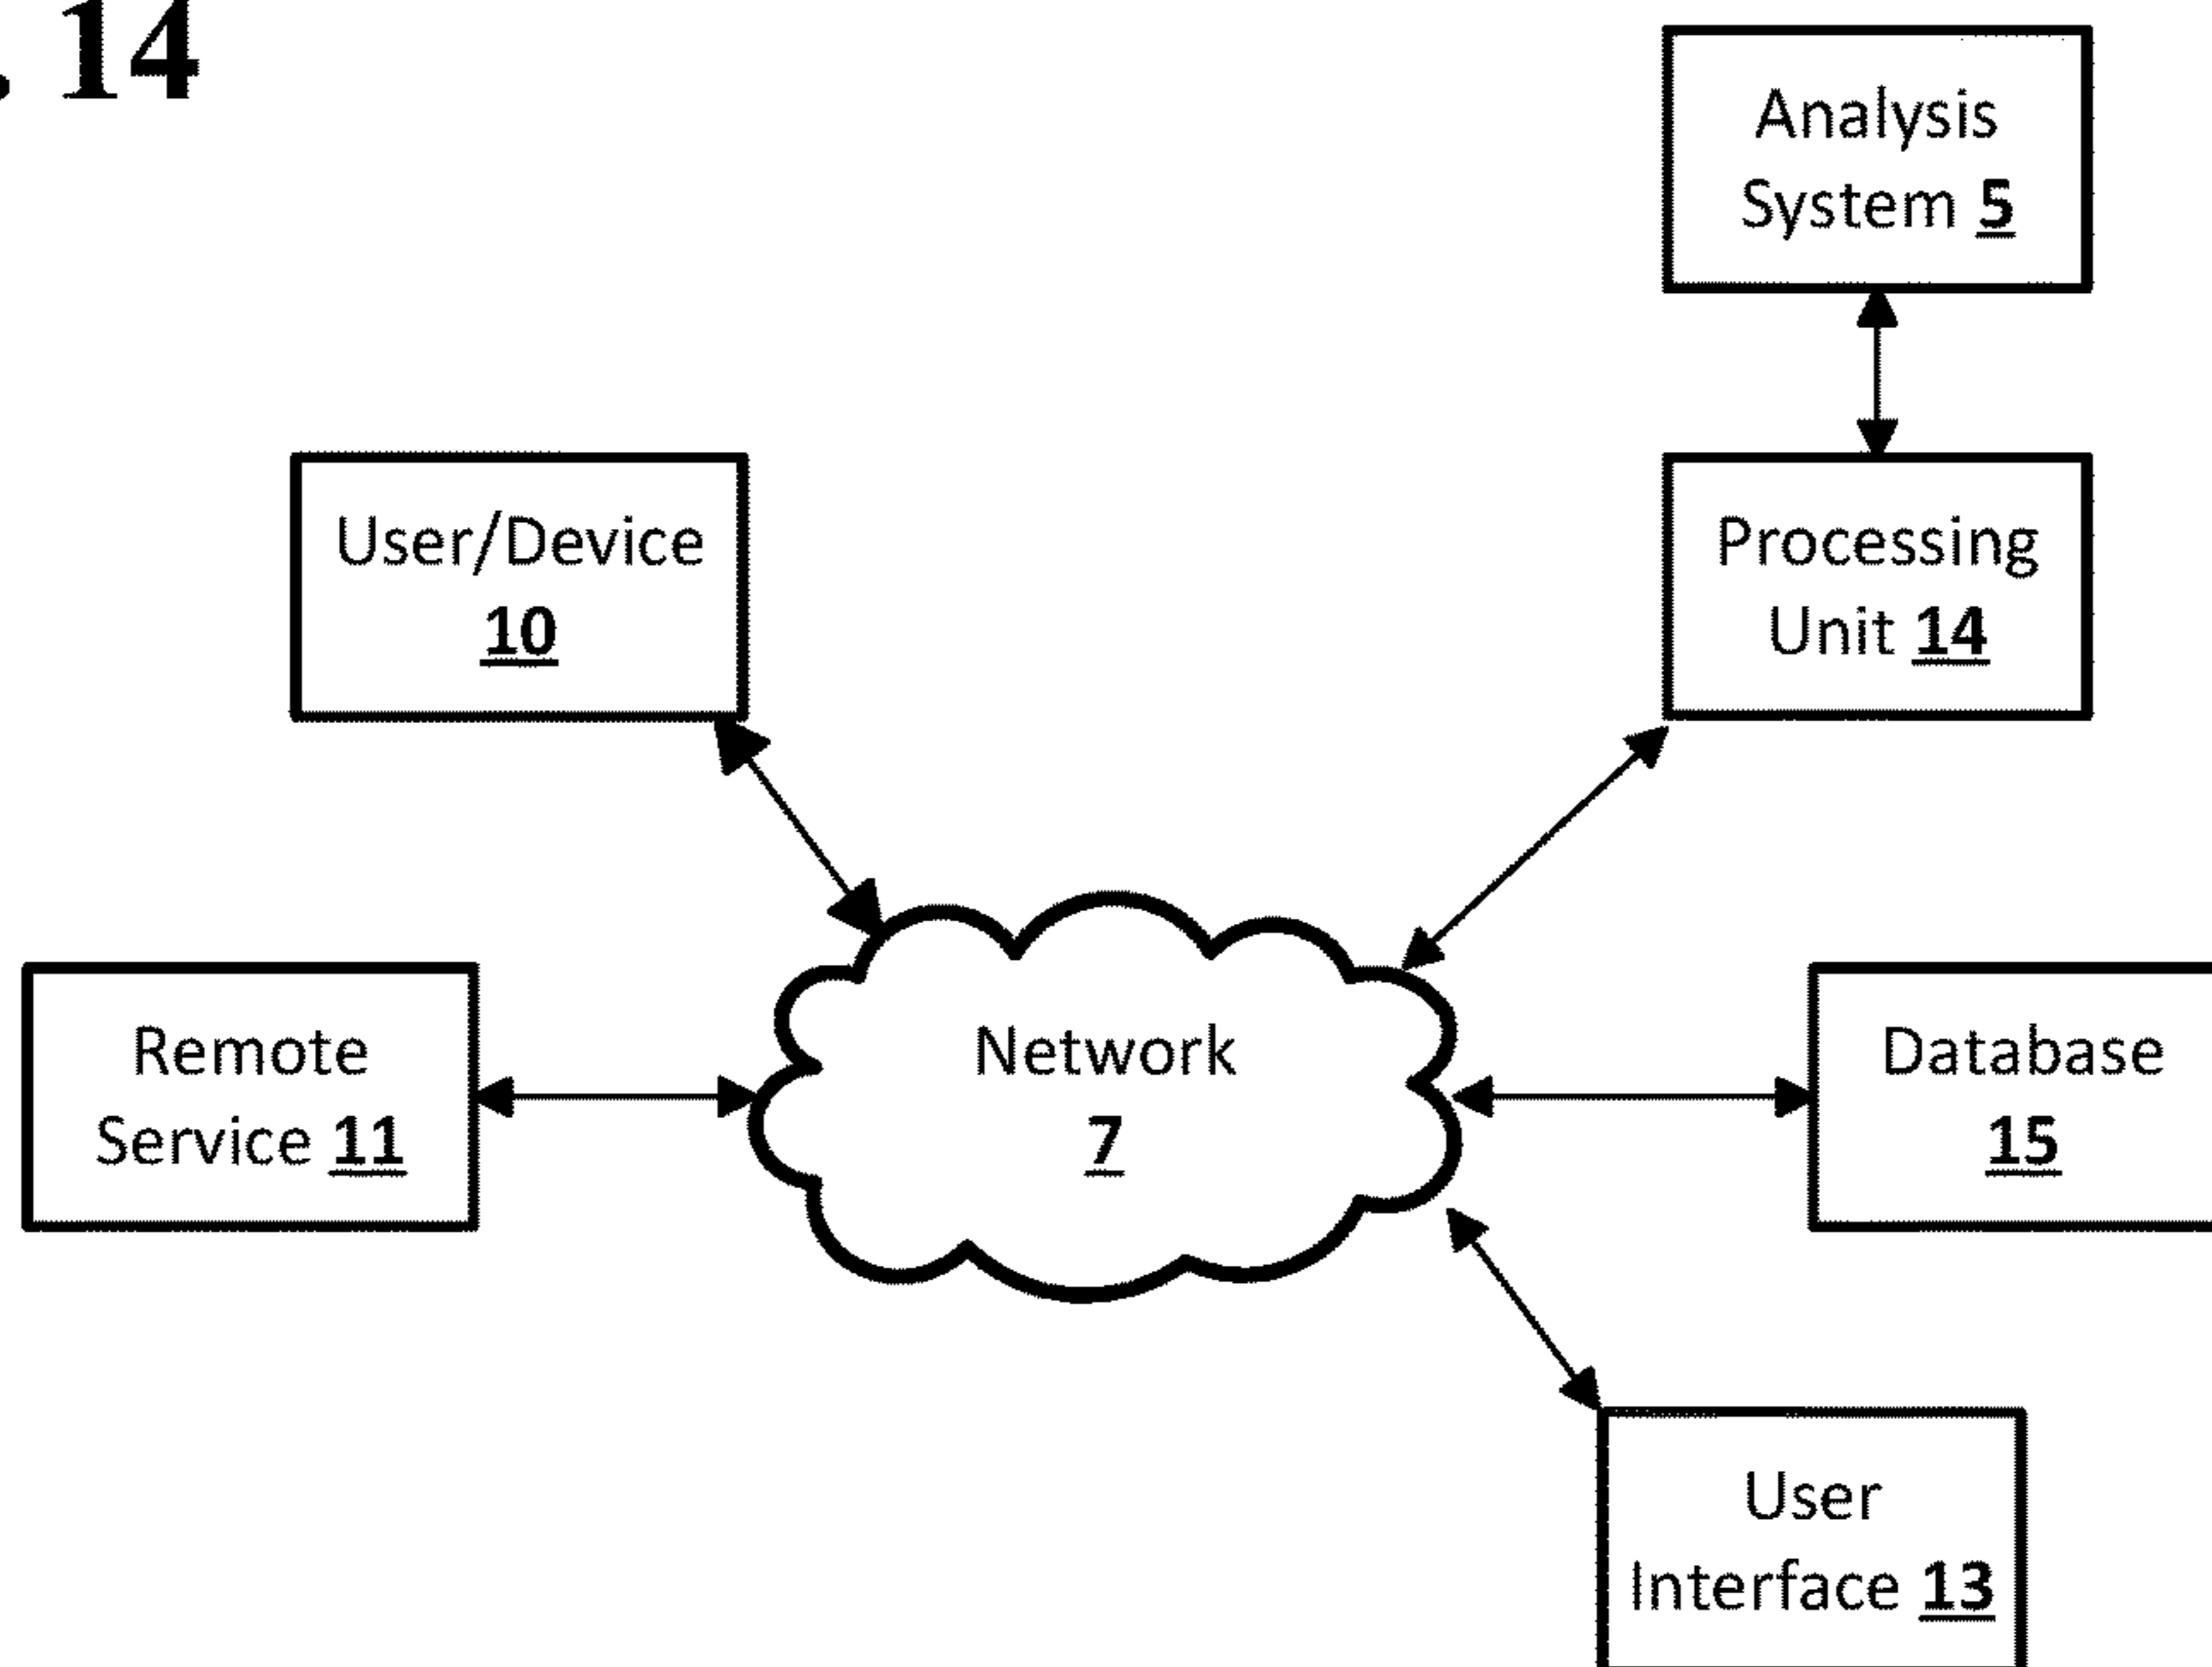 . 14
Analysis
System 5
User/Device
10
Processing
Unit 14
Remote
Service 11
Network
7
Database
15
User
Interface 13